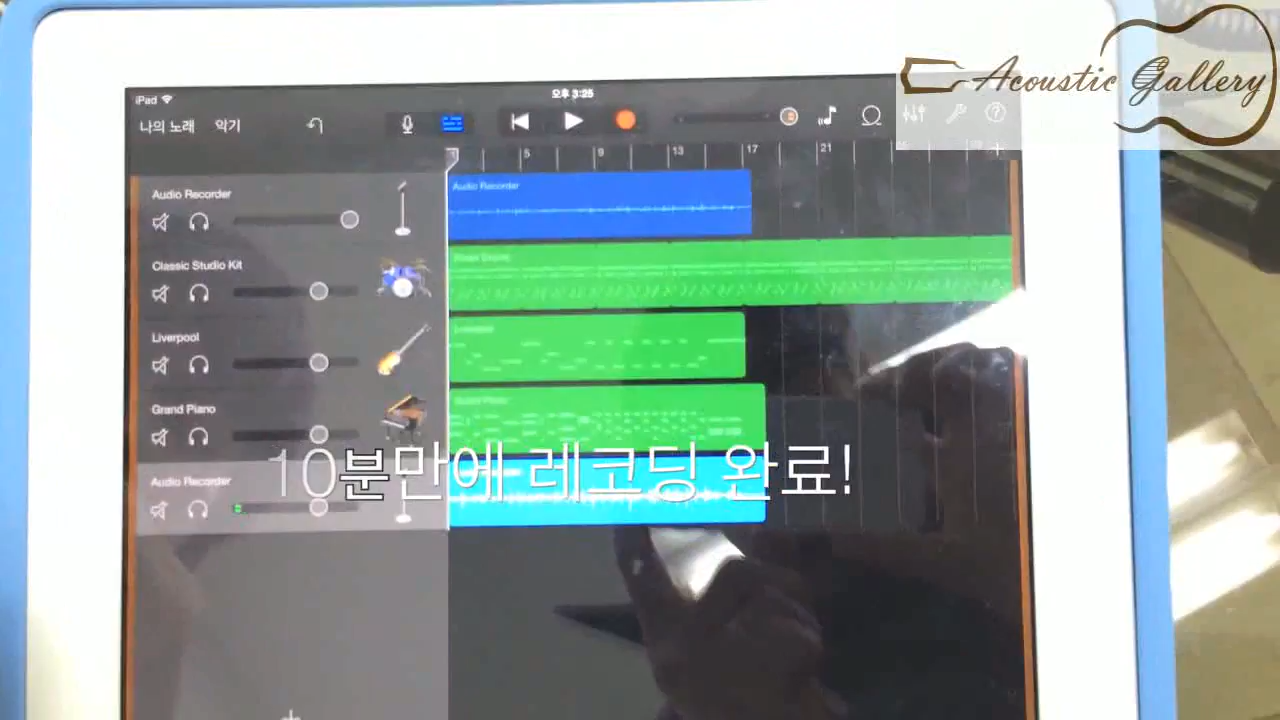 Acoustic Gallery
iPad 오후 3:25
나의 노래 악기
1 5 9 13 17 21
Audio Recorder
Audio Recorder
Classic Studio Kit
Liverpool
Liverpool
Grand Piano
Audio Recorder
10분만에 레코딩 완료!